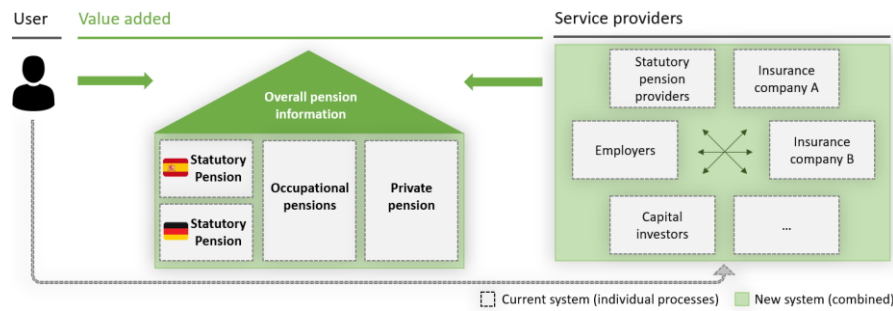 User
Value added
Service providers
Overall pension
information
Statutory
Pension
Statutory
Pension
Occupational
pensions
Private
pension
Statutory
pension
providers
Insurance
company A
Employers
Insurance
company B
Capital
investors
...
Current system (individual processes)
New system (combined)